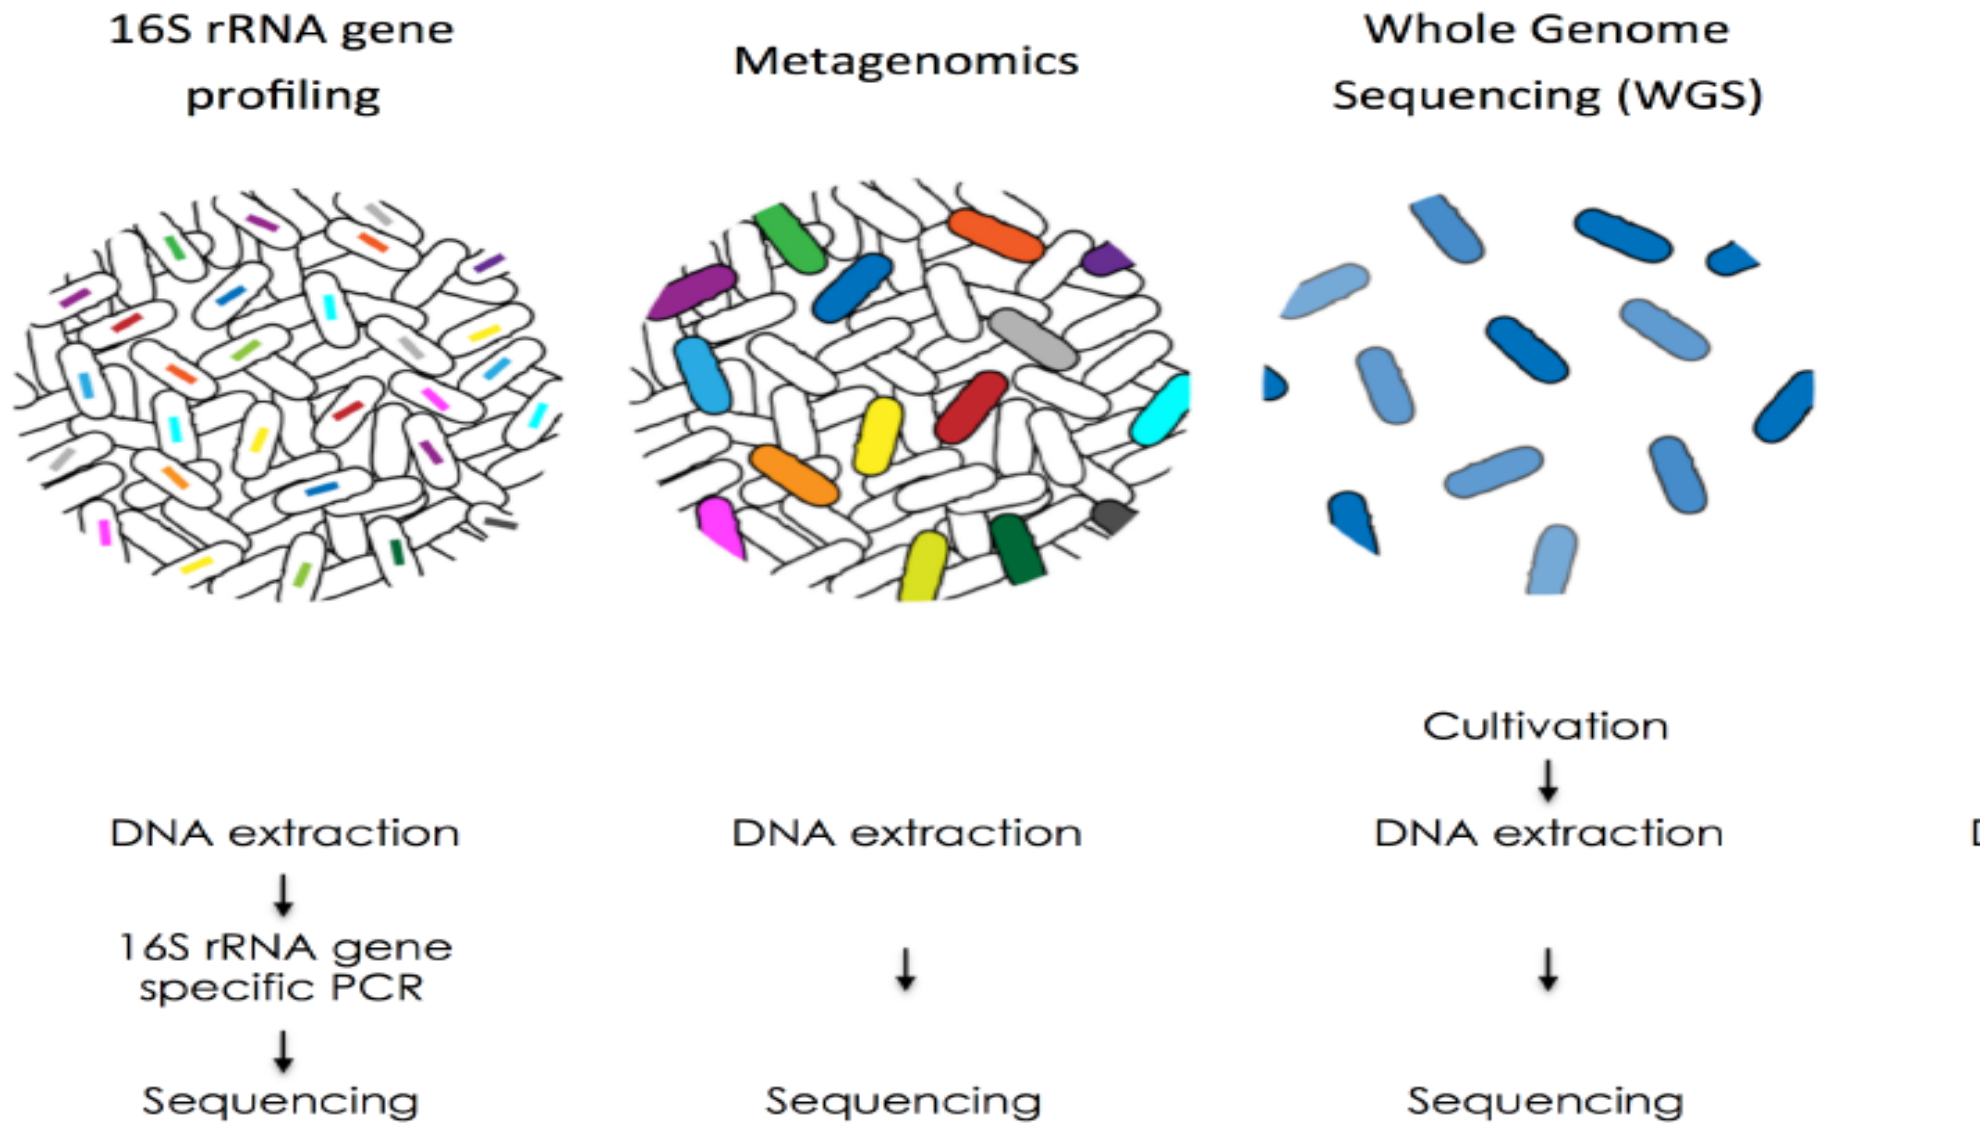 16S rRNA gene
profiling
Metagenomics
Whole Genome
Sequencing (WGS)
Cultivation
DNA extraction
DNA extraction
DNA extraction
16S rRNA gene
specific PCR
Sequencing
Sequencing
Sequencing